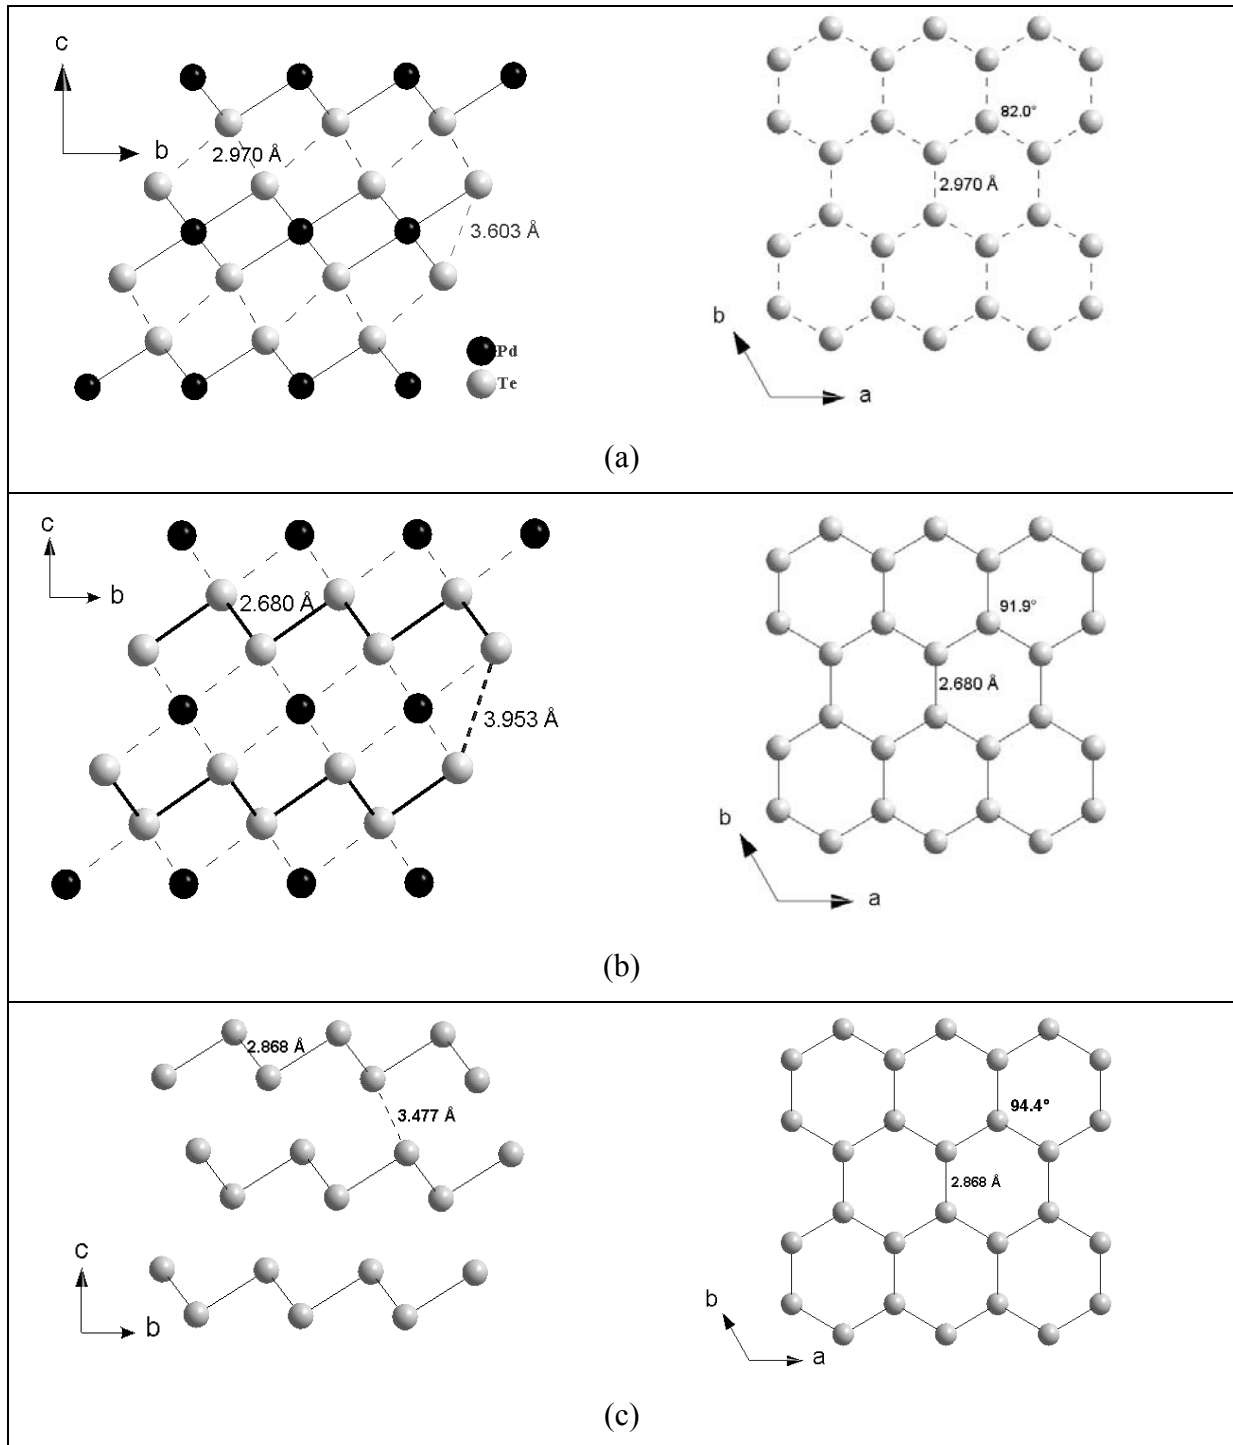 c
b
2.970 Å
3.603 Å
Pd
Te
82.0°
2.970 Å
b
a
(a)
c
b
2.680 Å
3.953 Å
91.9°
2.680 Å
b
a
(b)
2.868 Å
3.477 Å
c
b
94.4°
2.868 Å
b
a
(c)